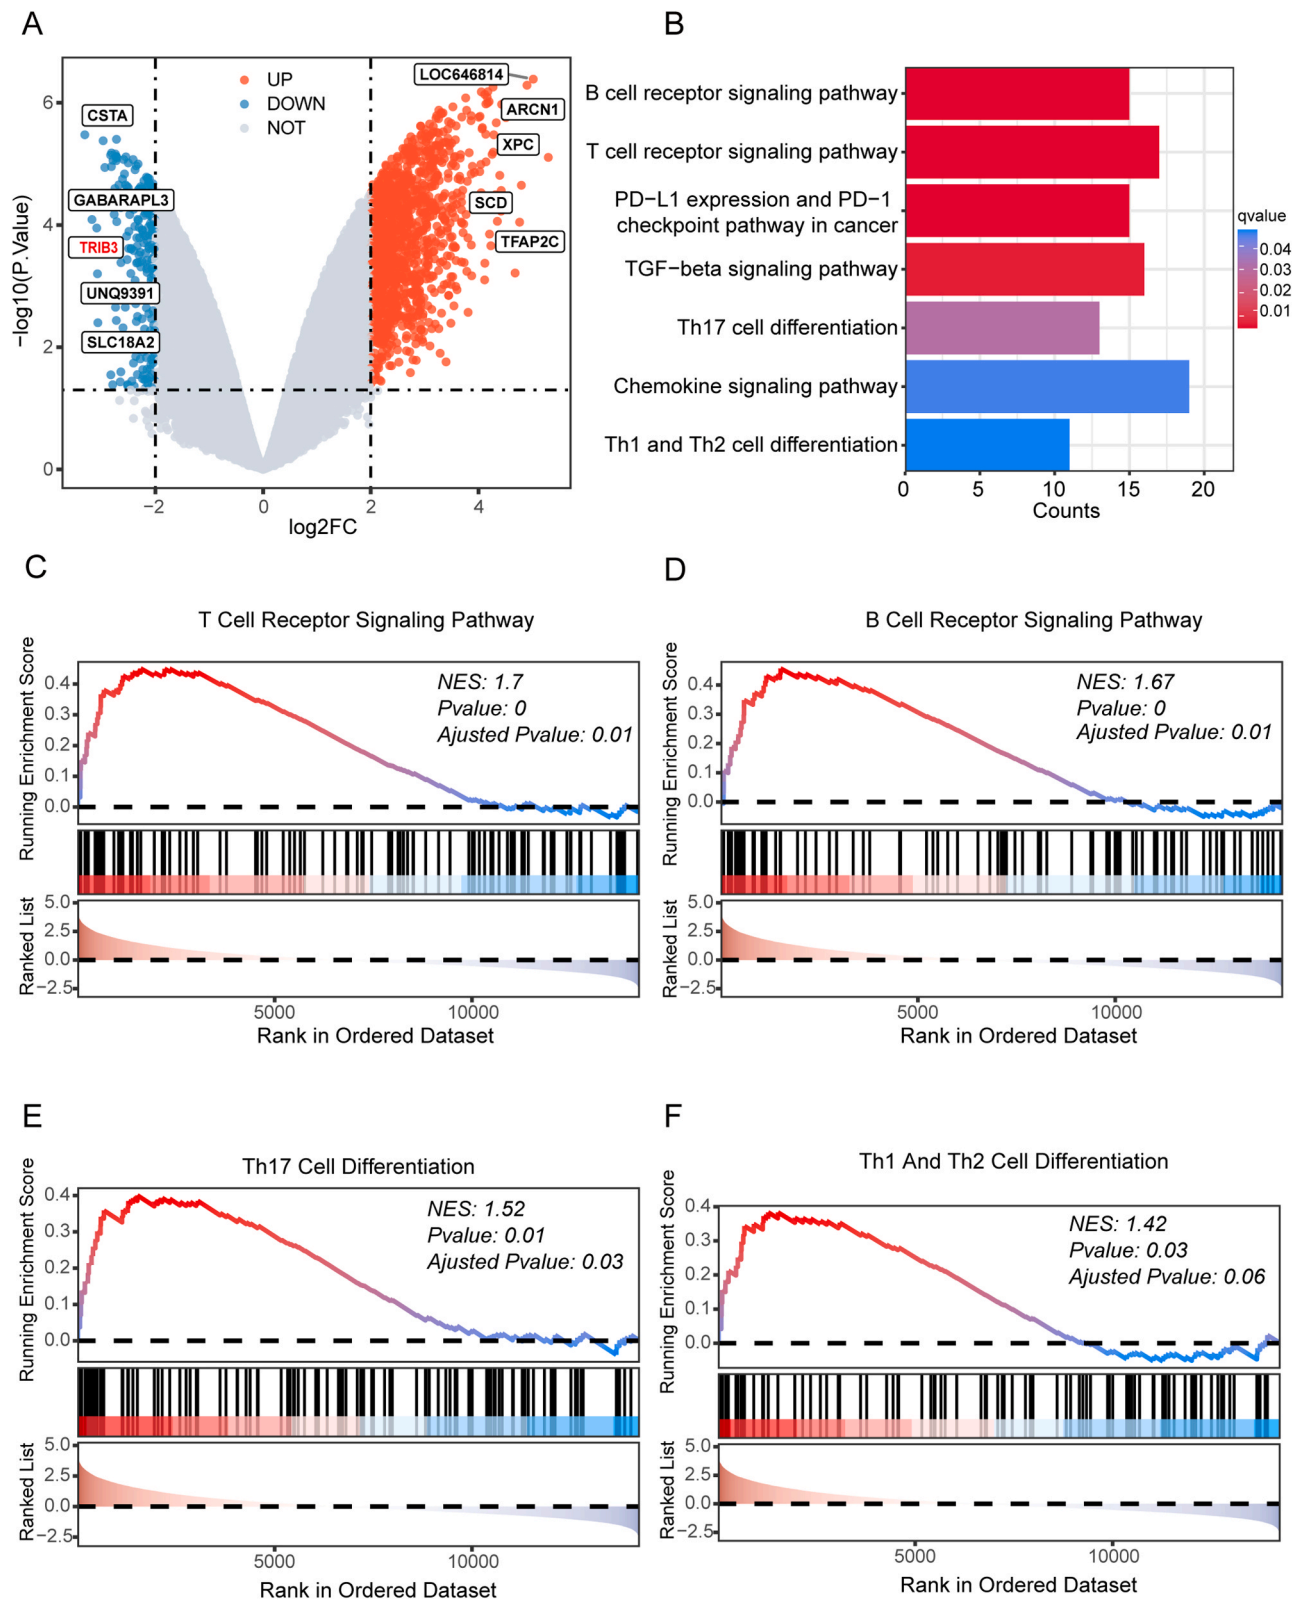 A
−log10(P.Value)
6
4
2
0
−2
0
2
4
log2FC
UP
DOWN
NOT
CSTA
GABARAPL3
TRIB3
UNQ9391
SLC18A2
LOC646814
ARCN1
XPC
SCD
TFAP2C
B
B cell receptor signaling pathway
T cell receptor signaling pathway
PD−L1 expression and PD−1
checkpoint pathway in cancer
TGF−beta signaling pathway
Th17 cell differentiation
Chemokine signaling pathway
Th1 and Th2 cell differentiation
0
5
10
15
20
Counts
qvalue
0.04
0.03
0.02
0.01
C
T Cell Receptor Signaling Pathway
Running Enrichment Score
0.4
0.3
0.2
0.1
0.0
NES: 1.7
Pvalue: 0
Ajusted Pvalue: 0.01
Ranked List
5.0
2.5
0.0
−2.5
5000
10000
Rank in Ordered Dataset
D
B Cell Receptor Signaling Pathway
Running Enrichment Score
0.4
0.3
0.2
0.1
0.0
NES: 1.67
Pvalue: 0
Ajusted Pvalue: 0.01
Ranked List
5.0
2.5
0.0
−2.5
5000
10000
Rank in Ordered Dataset
E
Th17 Cell Differentiation
Running Enrichment Score
0.4
0.3
0.2
0.1
0.0
NES: 1.52
Pvalue: 0.01
Ajusted Pvalue: 0.03
Ranked List
5.0
2.5
0.0
−2.5
5000
10000
Rank in Ordered Dataset
F
Th1 And Th2 Cell Differentiation
Running Enrichment Score
0.4
0.3
0.2
0.1
0.0
NES: 1.42
Pvalue: 0.03
Ajusted Pvalue: 0.06
Ranked List
5.0
2.5
0.0
−2.5
5000
10000
Rank in Ordered Dataset